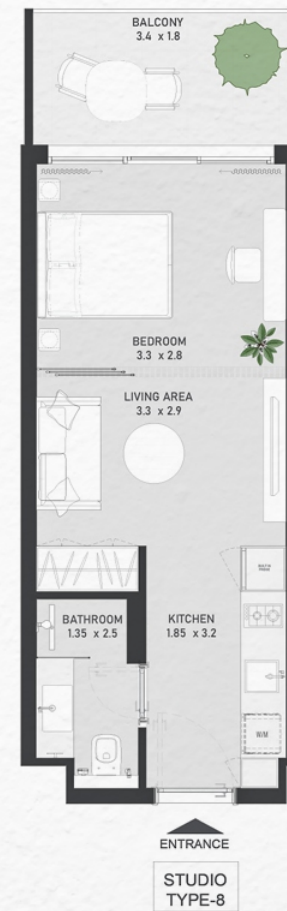 BALCONY
3.4 x 1.8
BEDROOM
3.3 x 2.8
LIVING AREA
3.3 x 2.9
BATHROOM
1.35 x 2.5
KITCHEN
1.85 x 3.2
W/M
ENTRANCE
STUDIO
TYPE-8